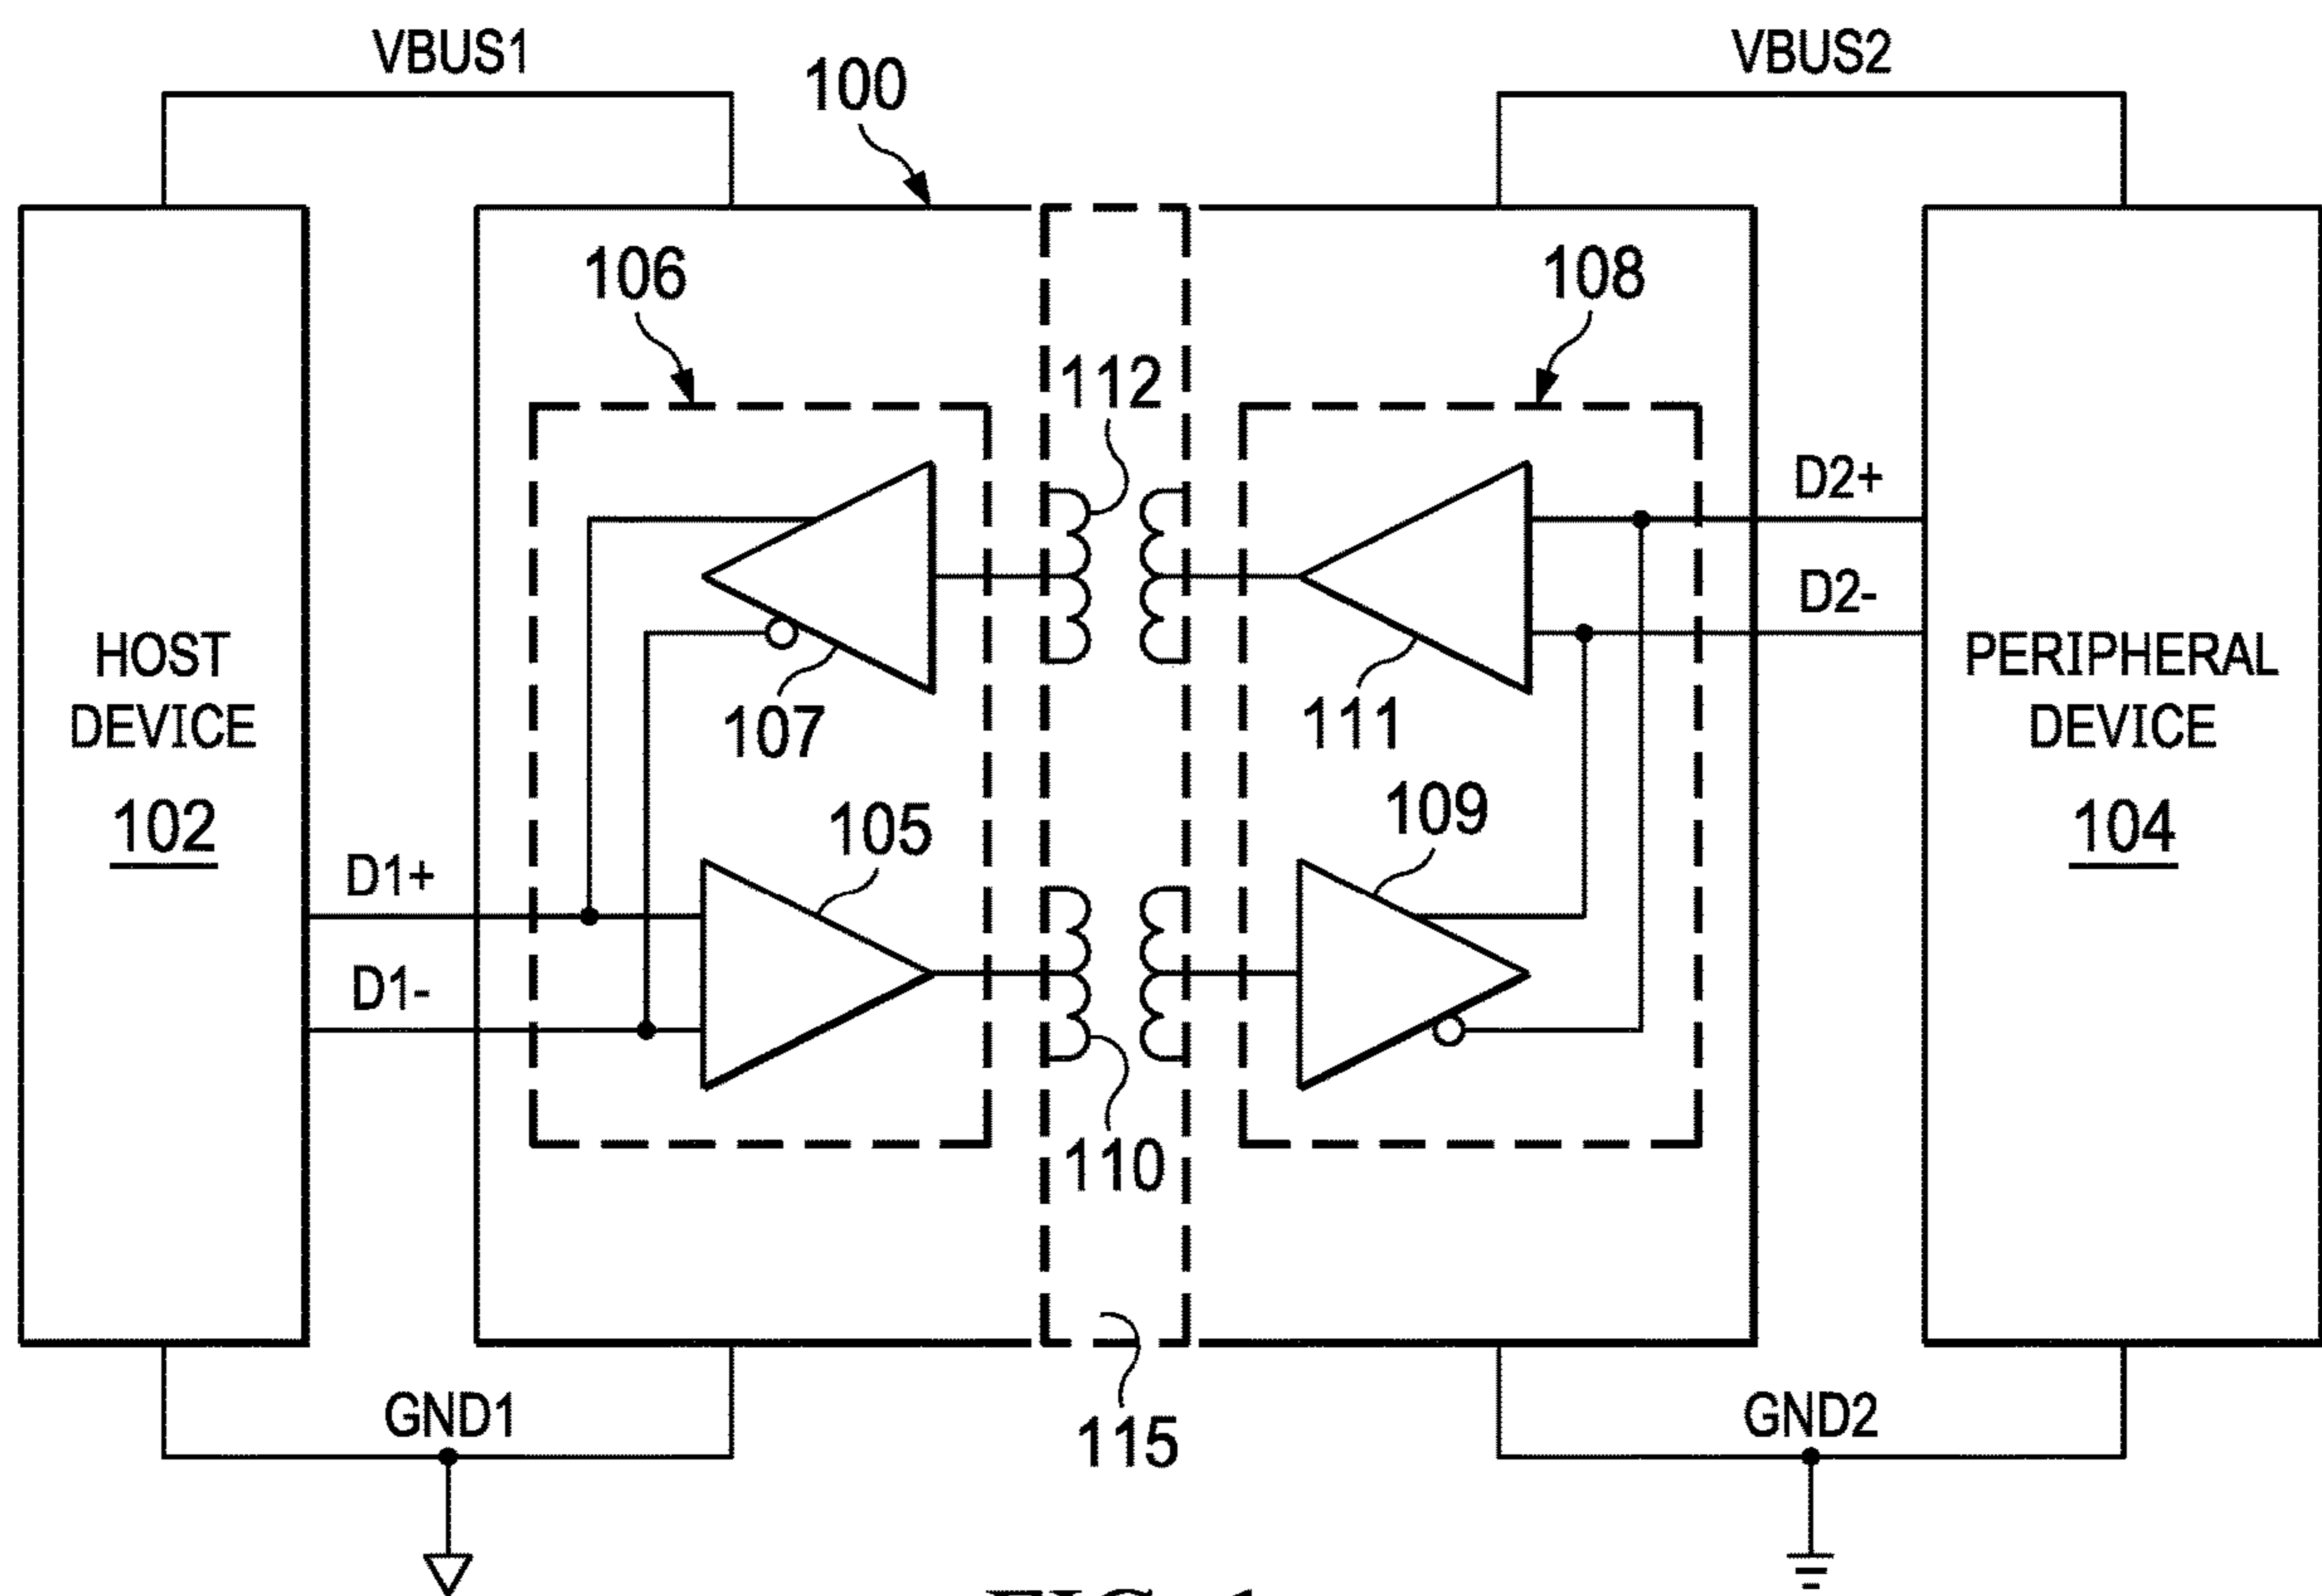 VBUS1
VBUS2
100
106
108
112
D2+
D2-
HOST
DEVICE
102
107
111
PERIPHERAL
DEVICE
104
105
109
D1+
D1-
110
GND1
GND2
115